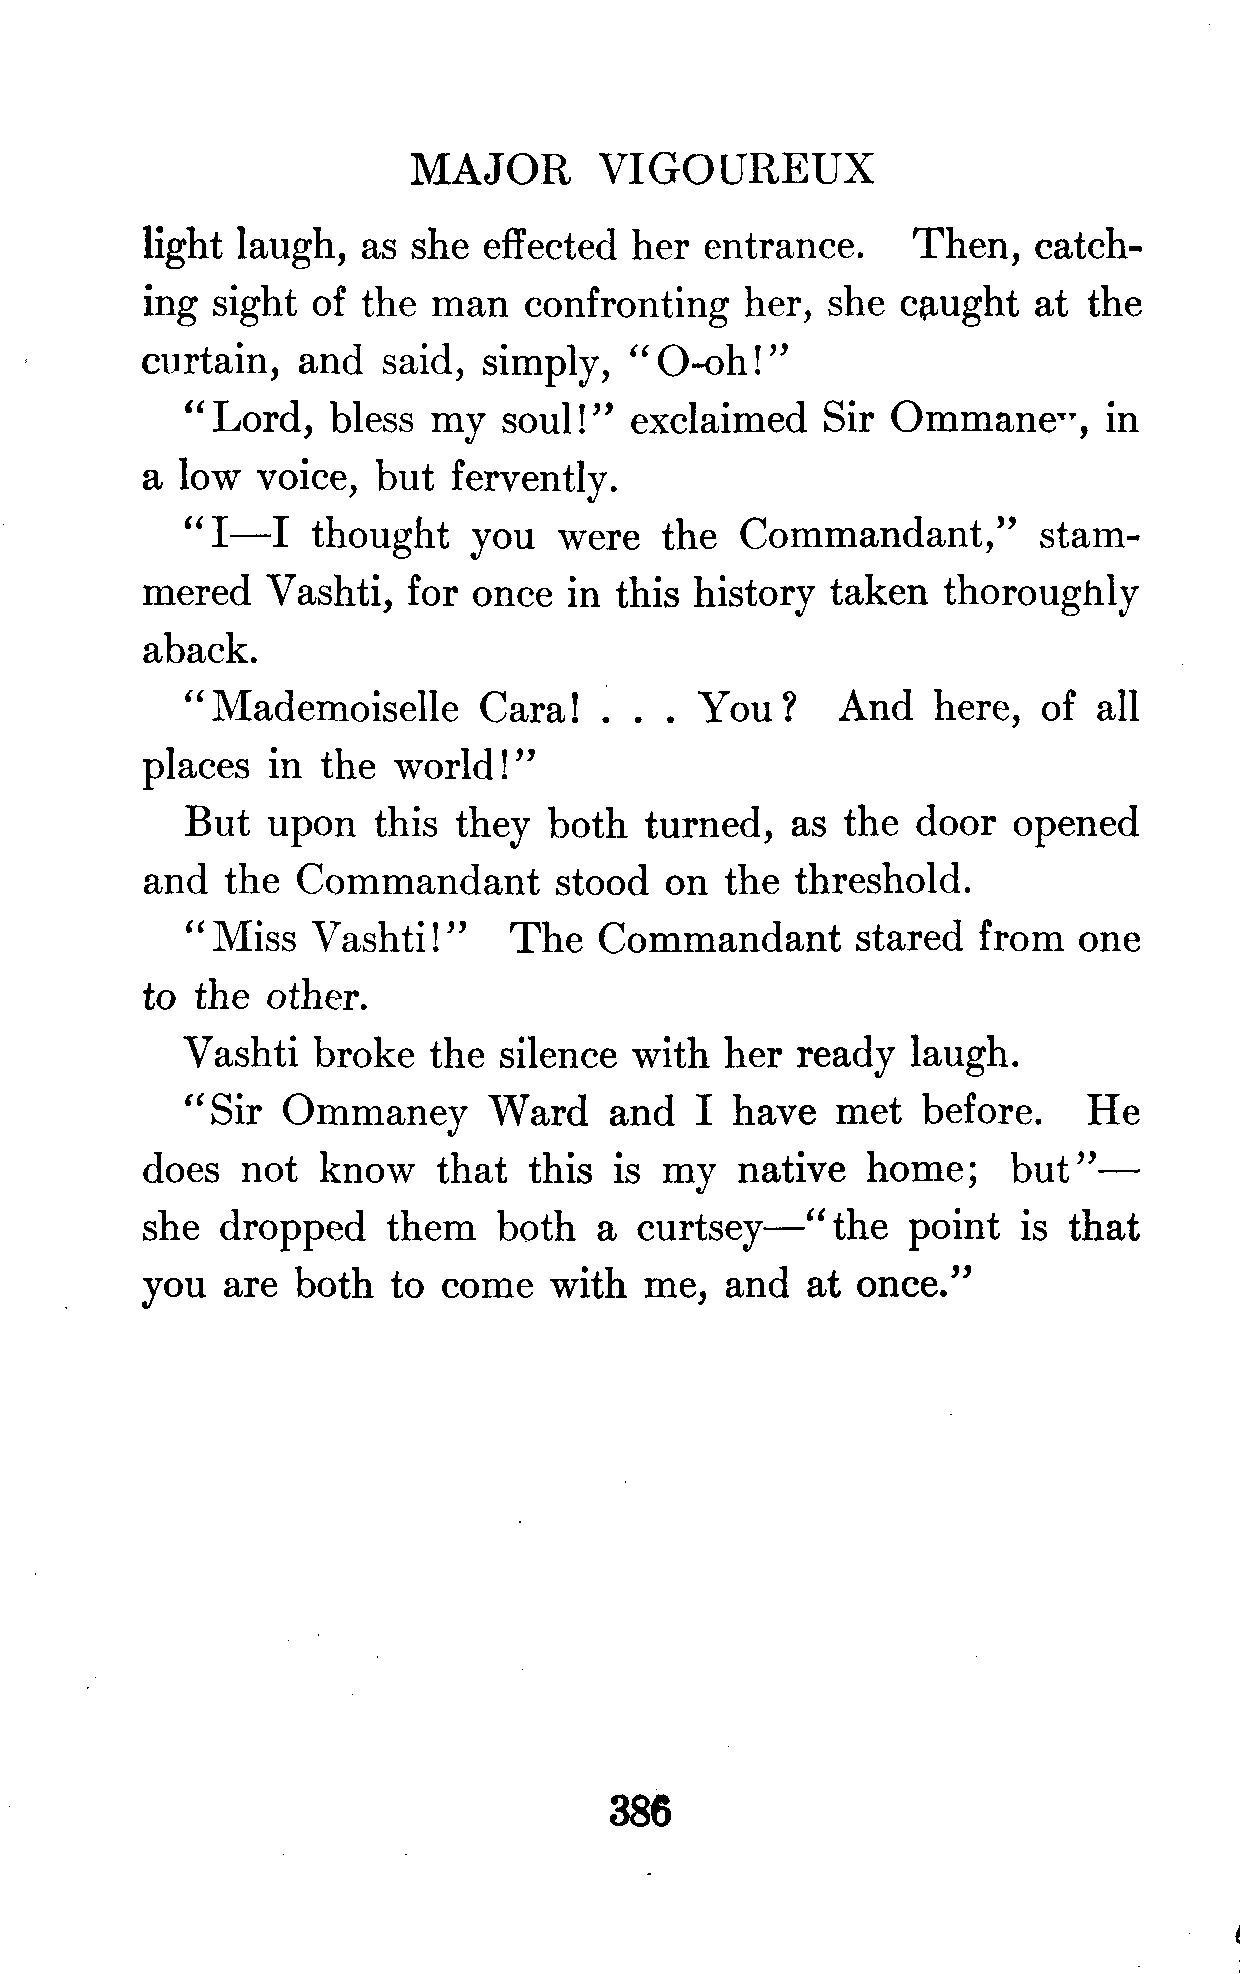 MAJOR VIGOUREUX
light laugh, as she effected her entrance. Then, catch-
ing sight of the man confronting her, she caught at the
curtain, and said, simply, "O-oh!"
"Lord, bless my soul!" exclaimed Sir Ommaney, in
a low voice, but fervently.
"I—I thought you were the Commandant," stam-
mered Vashti, for once in this history taken thoroughly
aback.
"Mademoiselle Cara! . . . You? And here, of all
places in the world!"
But upon this they both turned, as the door opened
and the Commandant stood on the threshold.
"Miss Vashti!" The Commandant stared from one
to the other.
Vashti broke the silence with her ready laugh.
"Sir Ommaney Ward and I have met before. He
does not know that this is my native home; but"—
she dropped them both a curtsey—"the point is that
you are both to come with me, and at once."
386